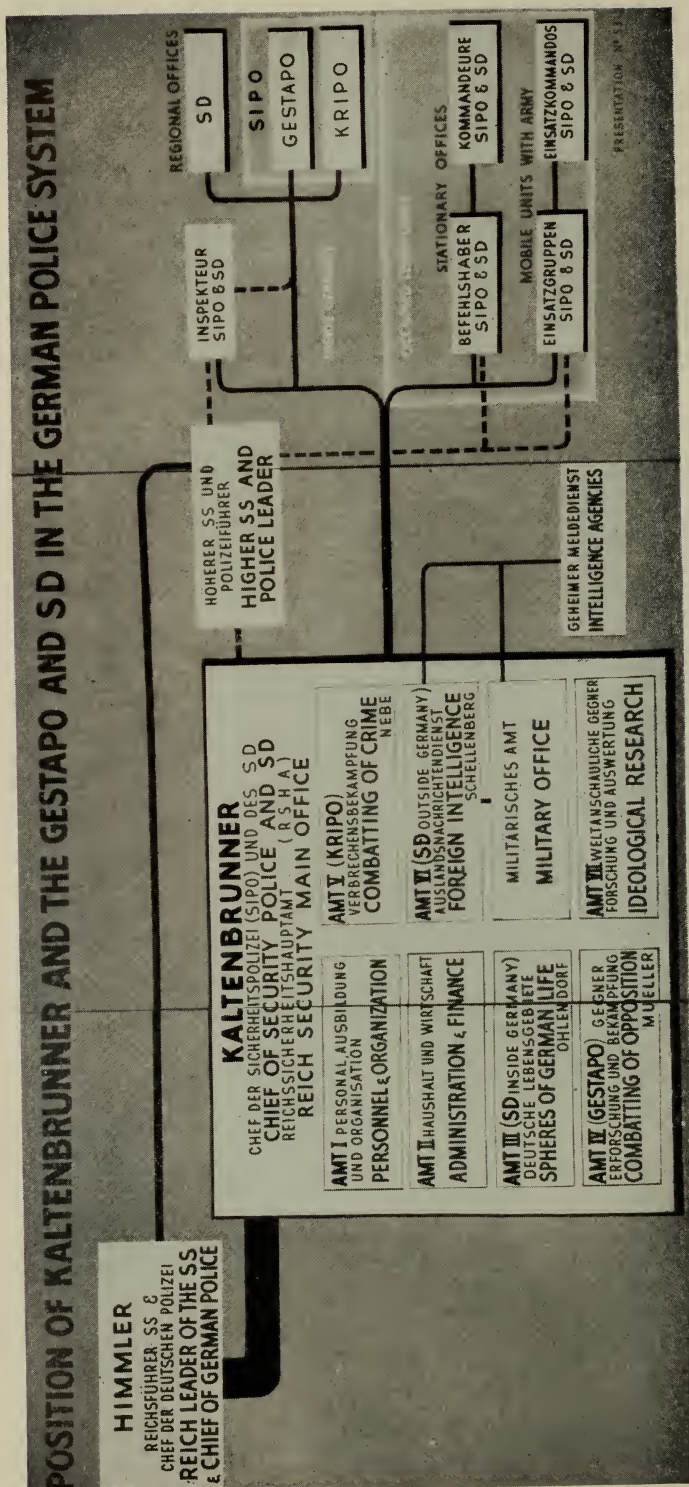 POSITION OF KALTENBRUNNER AND THE GESTAPO AND SD IN THE GERMAN POLICE SYSTEM
HIMMLER
REICHSFÜHRER SS &
CHEF DER DEUTSCHEN POLIZEI
REICH LEADER OF THE SS
& CHIEF OF GERMAN POLICE
KALTENBRUNNER
CHEF DER SICHERHEITSPOLIZEI (SIPO) UND DES SD
CHIEF OF SECURITY POLICE AND SD
REICHSSICHERHEITSHAUPTAMT (RSHA)
REICH SECURITY MAIN OFFICE
AMT I PERSONAL, AUSBILDUNG
UND ORGANISATION
PERSONNEL & ORGANIZATION
AMT II HAUSHALT UND WIRTSCHAFT
ADMINISTRATION & FINANCE
AMT III (SD INSIDE GERMANY)
DEUTSCHE LEBENSGEBIETE
SPHERES OF GERMAN LIFE
OHLENDORF
AMT IV (GESTAPO) GEGNER
ERFORSCHUNG UND BEKÄMPFUNG
COMBATTING OF OPPOSITION
MUELLER
AMT V (KRIPO)
VERBRECHENSBEKÄMPFUNG
COMBATTING OF CRIME
NEBE
AMT VI (SD OUTSIDE GERMANY)
AUSLANDSNACHRICHTENDIENST
FOREIGN INTELLIGENCE
SCHELLENBERG
MILITÄRISCHES AMT
MILITARY OFFICE
AMT VII WELTANSCHAULICHE GEGNER
FORSCHUNG UND AUSWERTUNG
IDEOLOGICAL RESEARCH
HÖHERER SS UND
POLIZEIFÜHRER
HIGHER SS AND
POLICE LEADER
GEHEIMER MELDEDIENST
INTELLIGENCE AGENCIES
INSPEKTEUR
SIPO & SD
REGIONAL OFFICES
SD
SIPO
GESTAPO
KRIPO
STATIONARY OFFICES
BEFEHLSHABER
SIPO & SD
KOMMANDEURE
SIPO & SD
MOBILE UNITS WITH ARMY
EINSATZGRUPPEN
SIPO & SD
EINSATZKOMMANDOS
SIPO & SD
PRESENTATION Nº